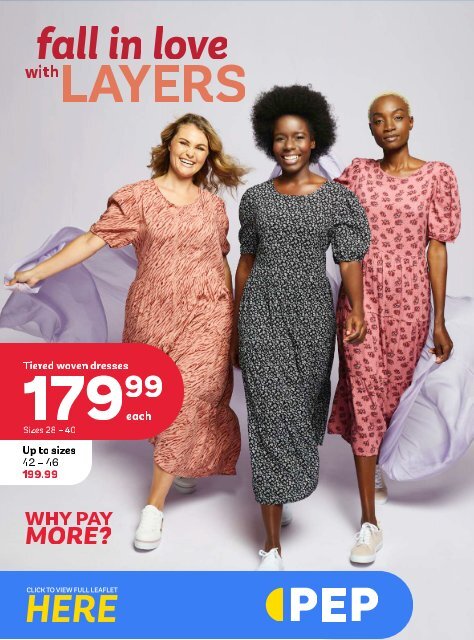 fall in love
with LAYERS
Tiered woven dresses
179 99
each
Sizes 28 - 40
Up to sizes
42 - 46
199.99
WHY PAY
MORE?
CLICK TO VIEW FULL LEAFLET
HERE
PEP